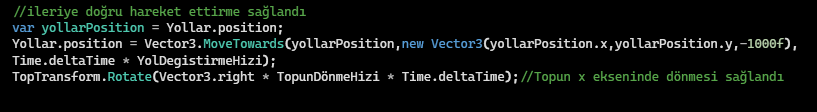 //ileriye doğru hareket ettirme sağlandı
var yollarPosition = Yollar.position;
Yollar.position = Vector3.MoveTowards(yollarPosition,new Vector3(yollarPosition.x,yollarPosition.y,-1000f),
Time.deltaTime * YolDegistirmeHizi);
TopTransform.Rotate(Vector3.right * TopunDönmeHizi * Time.deltaTime);//Topun x ekseninde dönmesi sağlandı